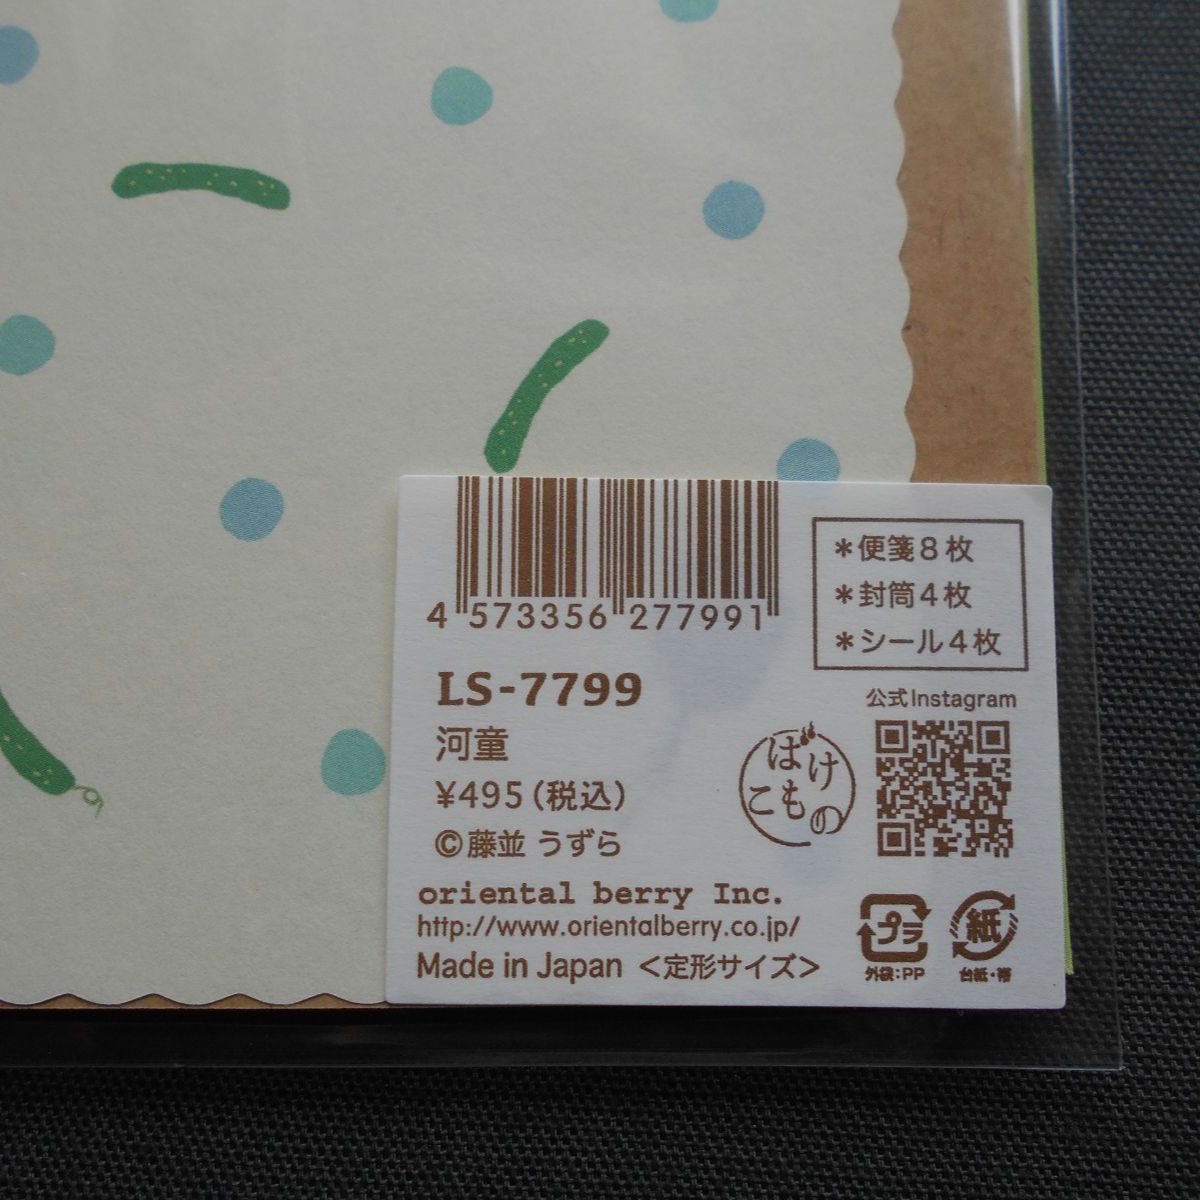 4 573356 277991
*便箋8枚
*封筒4枚
*シール4枚
LS-7799
河童
¥495(税込)
©藤並 うずら
公式Instagram
ばけ
こもの
oriental berry Inc.
http://www.orientalberry.co.jp/
Made in Japan <定形サイズ>
プラ
外袋:PP
紙
台紙・帯